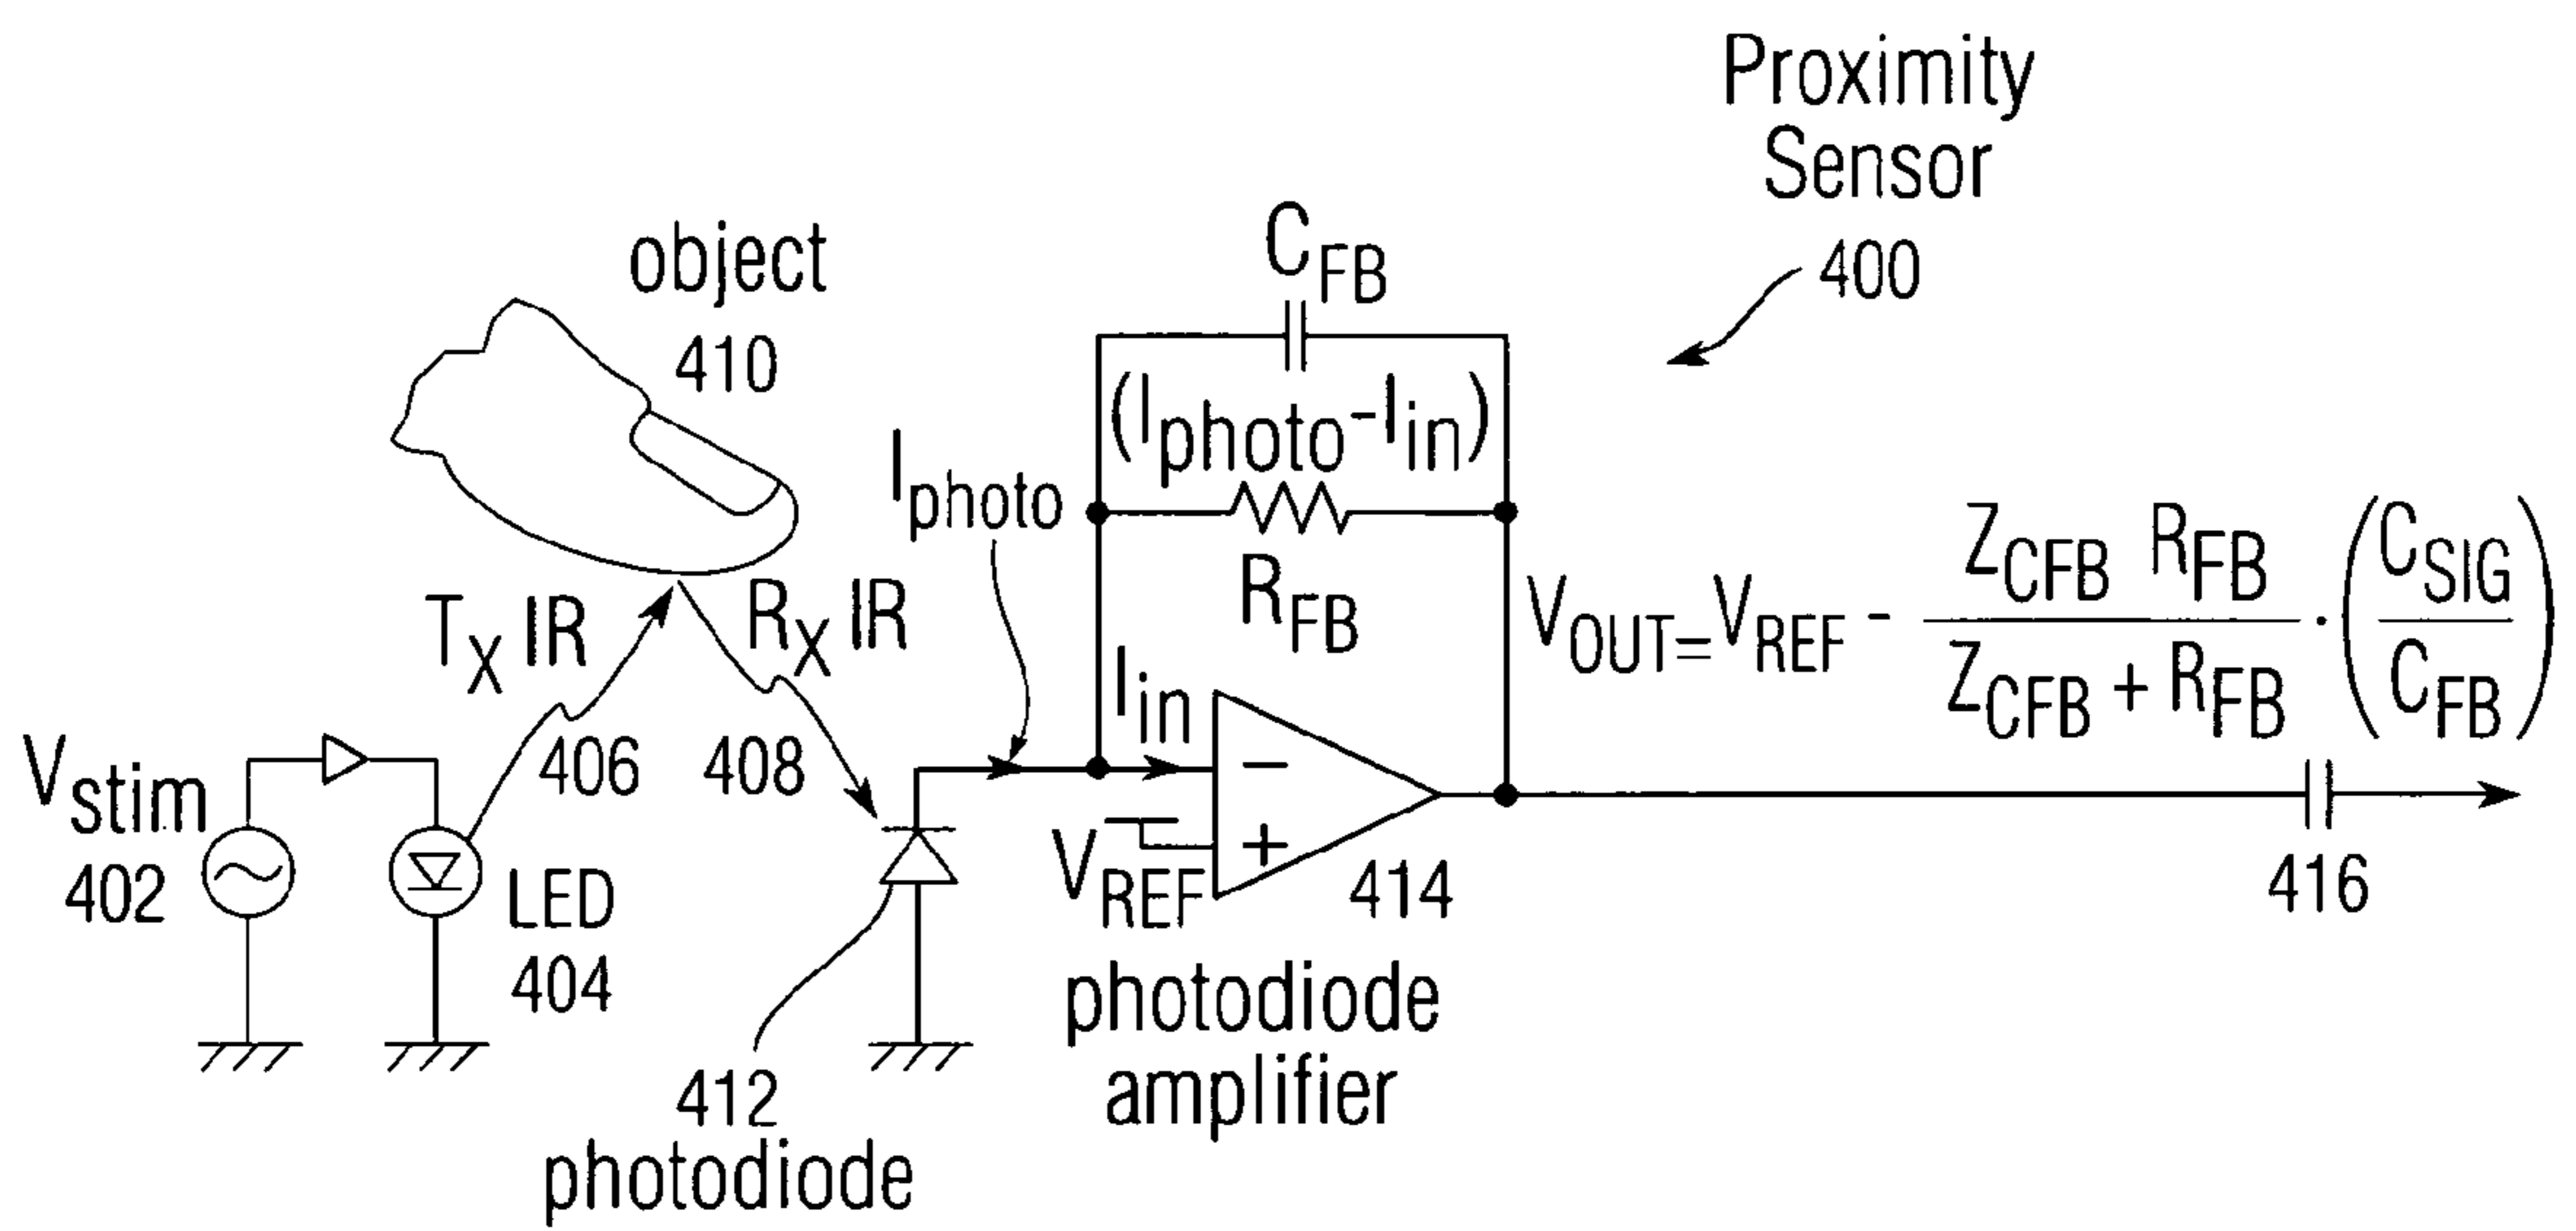 Proximity
Sensor
400
object
410
C_FB
(I_photo-I_in)
R_FB
I_photo
T_X IR
406
R_X IR
408
V_stim
402
LED
404
I_in
−
+
V_REF
414
photodiode
amplifier
412
photodiode
V_OUT=V_REF - Z_CFB R_FB / Z_CFB + R_FB · (C_SIG / C_FB)
416